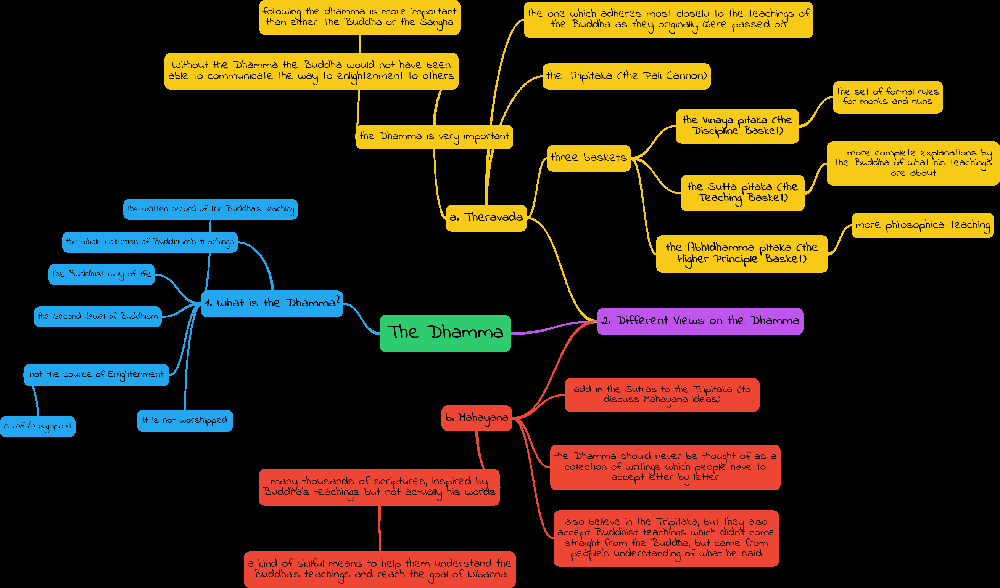 The Dhamma
1. What is the Dhamma?
the written record of the Buddha's teaching
the whole collection of Buddhism's teachings
the Buddhist way of life
the Second Jewel of Buddhism
not the source of Enlightenment
a raft/a signpost
it is not worshipped
2. Different Views on the Dhamma
a. Theravada
following the dhamma is more important
than either The Buddha or the Sangha
without the Dhamma the Buddha would not have been
able to communicate the way to enlightenment to others
the Dhamma is very important
the one which adheres most closely to the teachings of
the Buddha as they originally were passed on
the Tripitaka (the Pali Cannon)
three baskets
the Vinaya pitaka (the
Discipline Basket)
the set of formal rules
for monks and nuns
the Sutta pitaka (the
Teaching Basket)
more complete explanations by
the Buddha of what his teachings
are about
the Abhidhamma pitaka (the
Higher Principle Basket)
more philosophical teaching
b. Mahayana
add in the Sutras to the Tripitaka (to
discuss Mahayana ideas)
the Dhamma should never be thought of as a
collection of writings which people have to
accept letter by letter
also believe in the Tripitaka, but they also
accept Buddhist teachings which didn't come
straight from the Buddha, but came from
people's understanding of what he said
many thousands of scriptures, inspired by
Buddha's teachings but not actually his words
a kind of skilful means to help them understand the
Buddha's teachings and reach the goal of Nibanna